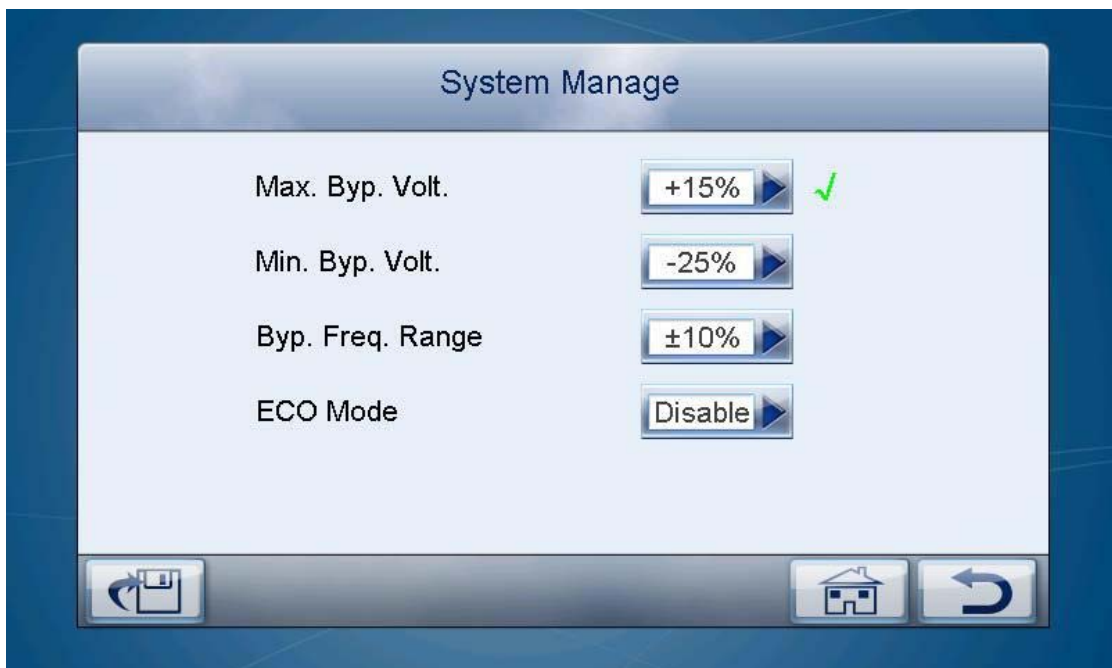 System Manage
Max. Byp. Volt. +15% √
Min. Byp. Volt. -25%
Byp. Freq. Range ±10%
ECO Mode Disable